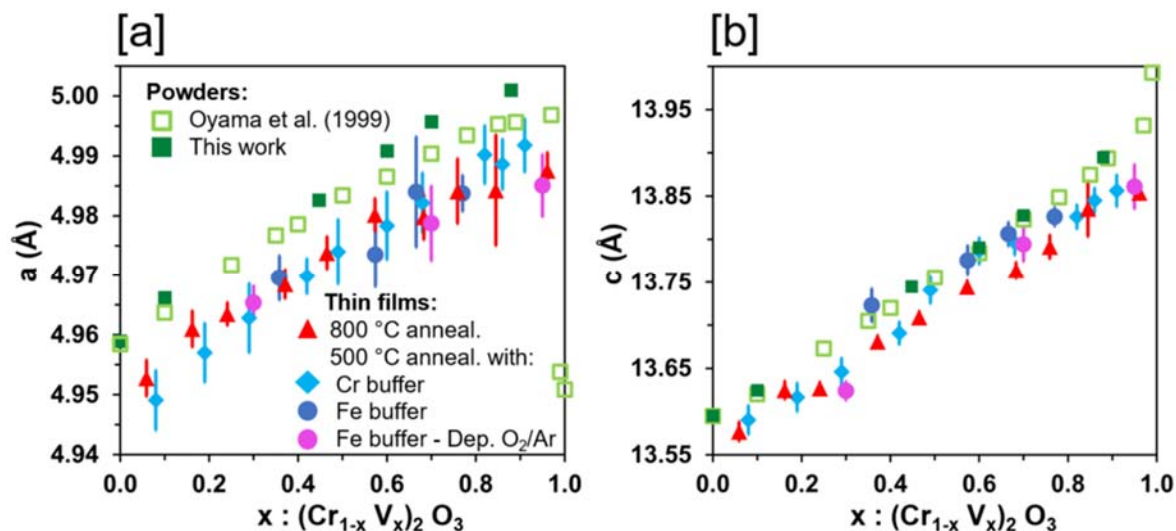 [a]
a (Å)
5.00
4.99
4.98
4.97
4.96
4.95
4.94
Powders:
Oyama et al. (1999)
This work
Thin films:
800 °C anneal.
500 °C anneal. with:
Cr buffer
Fe buffer
Fe buffer - Dep. O₂/Ar
0.0 0.2 0.4 0.6 0.8 1.0
x : (Cr₁₋ₓ Vₓ)₂ O₃
[b]
c (Å)
13.95
13.85
13.75
13.65
13.55
0.0 0.2 0.4 0.6 0.8 1.0
x : (Cr₁₋ₓ Vₓ)₂ O₃